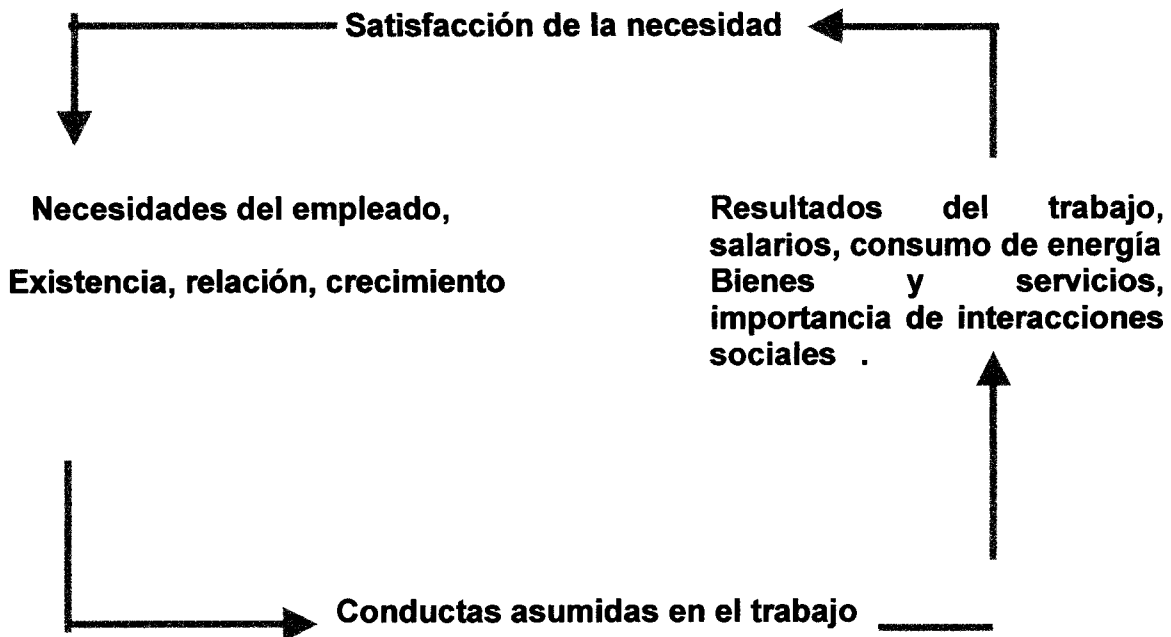 Satisfacción de la necesidad
Necesidades del empleado,
Existencia, relación, crecimiento
Resultados del trabajo,
salarios, consumo de energía
Bienes y servicios,
importancia de interacciones
sociales .
Conductas asumidas en el trabajo